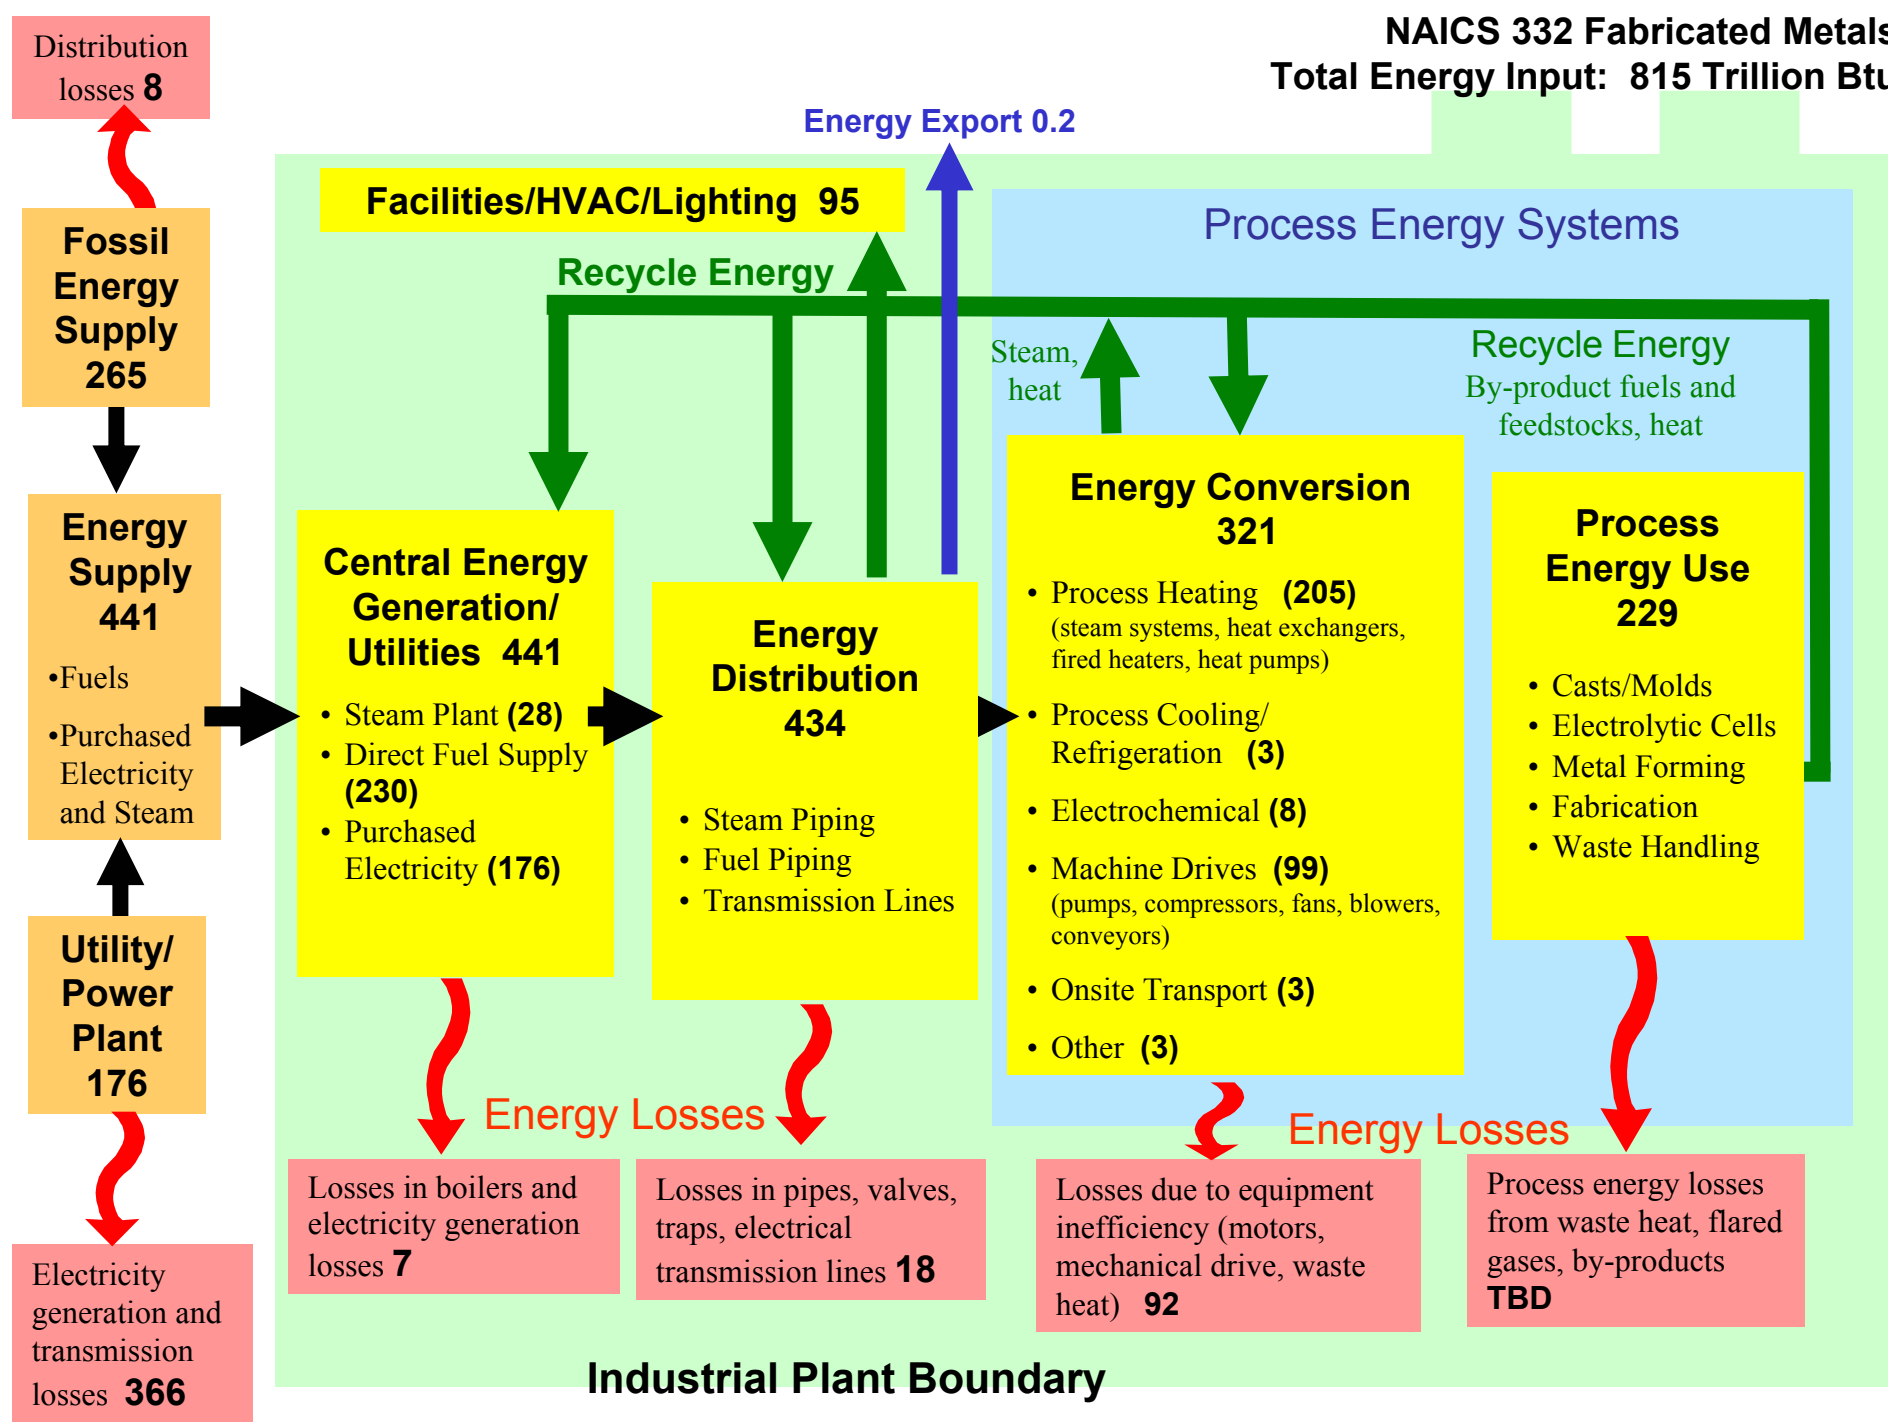 NAICS 332 Fabricated Metals
Total Energy Input: 815 Trillion Btu
Distribution
losses 8
Energy Export 0.2
Fossil
Energy
Supply
265
Facilities/HVAC/Lighting 95
Process Energy Systems
Recycle Energy
Steam,
heat
Recycle Energy
By-product fuels and
feedstocks, heat
Energy
Supply
441
•Fuels
•Purchased
Electricity
and Steam
Central Energy
Generation/
Utilities 441
• Steam Plant (28)
• Direct Fuel Supply
(230)
• Purchased
Electricity (176)
Energy
Distribution
434
• Steam Piping
• Fuel Piping
• Transmission Lines
Energy Conversion
321
• Process Heating (205)
(steam systems, heat exchangers,
fired heaters, heat pumps)
• Process Cooling/
Refrigeration (3)
• Electrochemical (8)
• Machine Drives (99)
(pumps, compressors, fans, blowers,
conveyors)
• Onsite Transport (3)
• Other (3)
Process
Energy Use
229
• Casts/Molds
• Electrolytic Cells
• Metal Forming
• Fabrication
• Waste Handling
Utility/
Power
Plant
176
Energy Losses
Energy Losses
Electricity
generation and
transmission
losses 366
Losses in boilers and
electricity generation
losses 7
Losses in pipes, valves,
traps, electrical
transmission lines 18
Losses due to equipment
inefficiency (motors,
mechanical drive, waste
heat) 92
Process energy losses
from waste heat, flared
gases, by-products
TBD
Industrial Plant Boundary